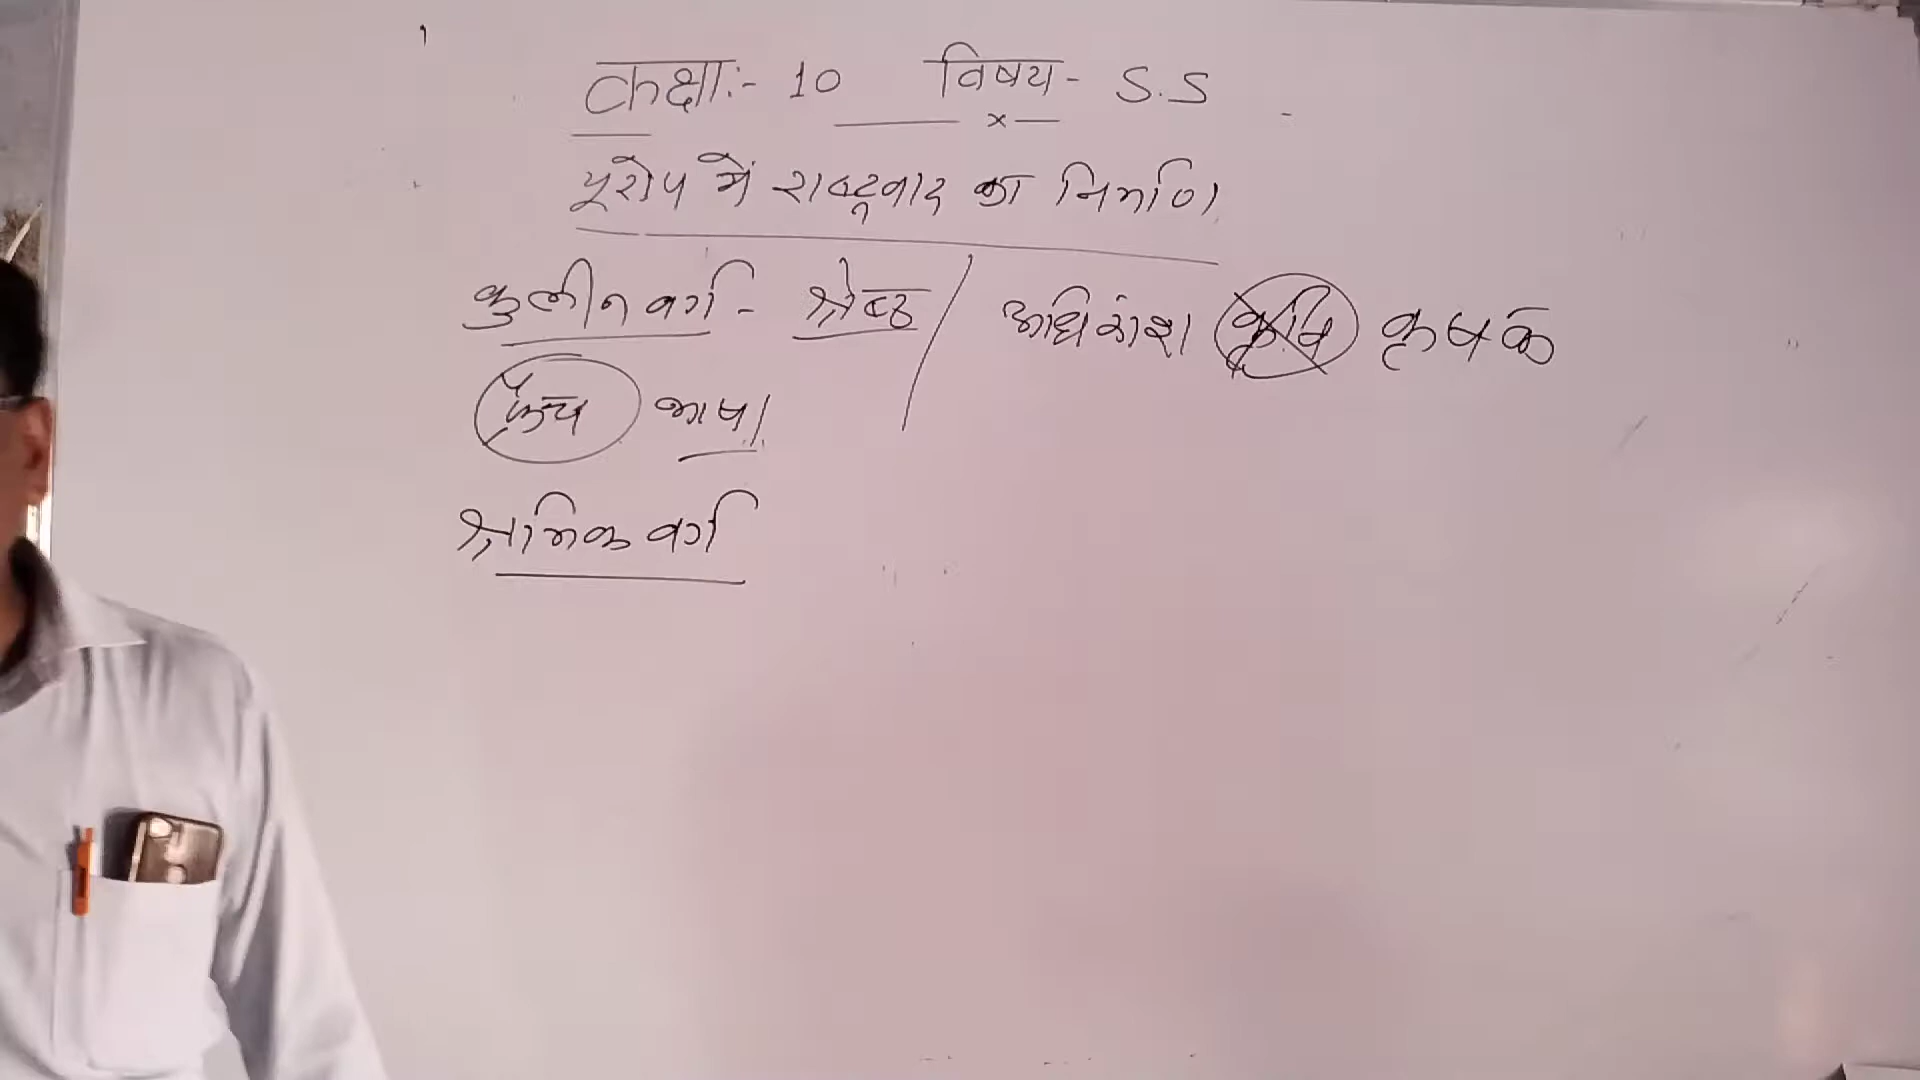 कक्षा:- 10 विषय- S.S
यूरोप में राष्ट्रवाद का निर्माण
कुलीन वर्ग - श्रेष्ठ / अधिकांश कृषि कृषक
फ्रेन्च भाषा
श्रमिक वर्ग